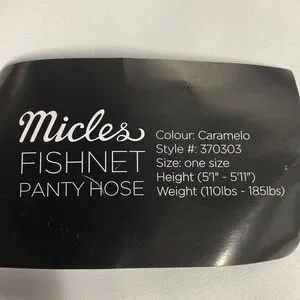 Micles
FISHNET
PANTY HOSE
Colour: Caramelo
Style #: 370303
Size: one size
Height (5'1" - 5'11")
Weight (110lbs - 185lbs)